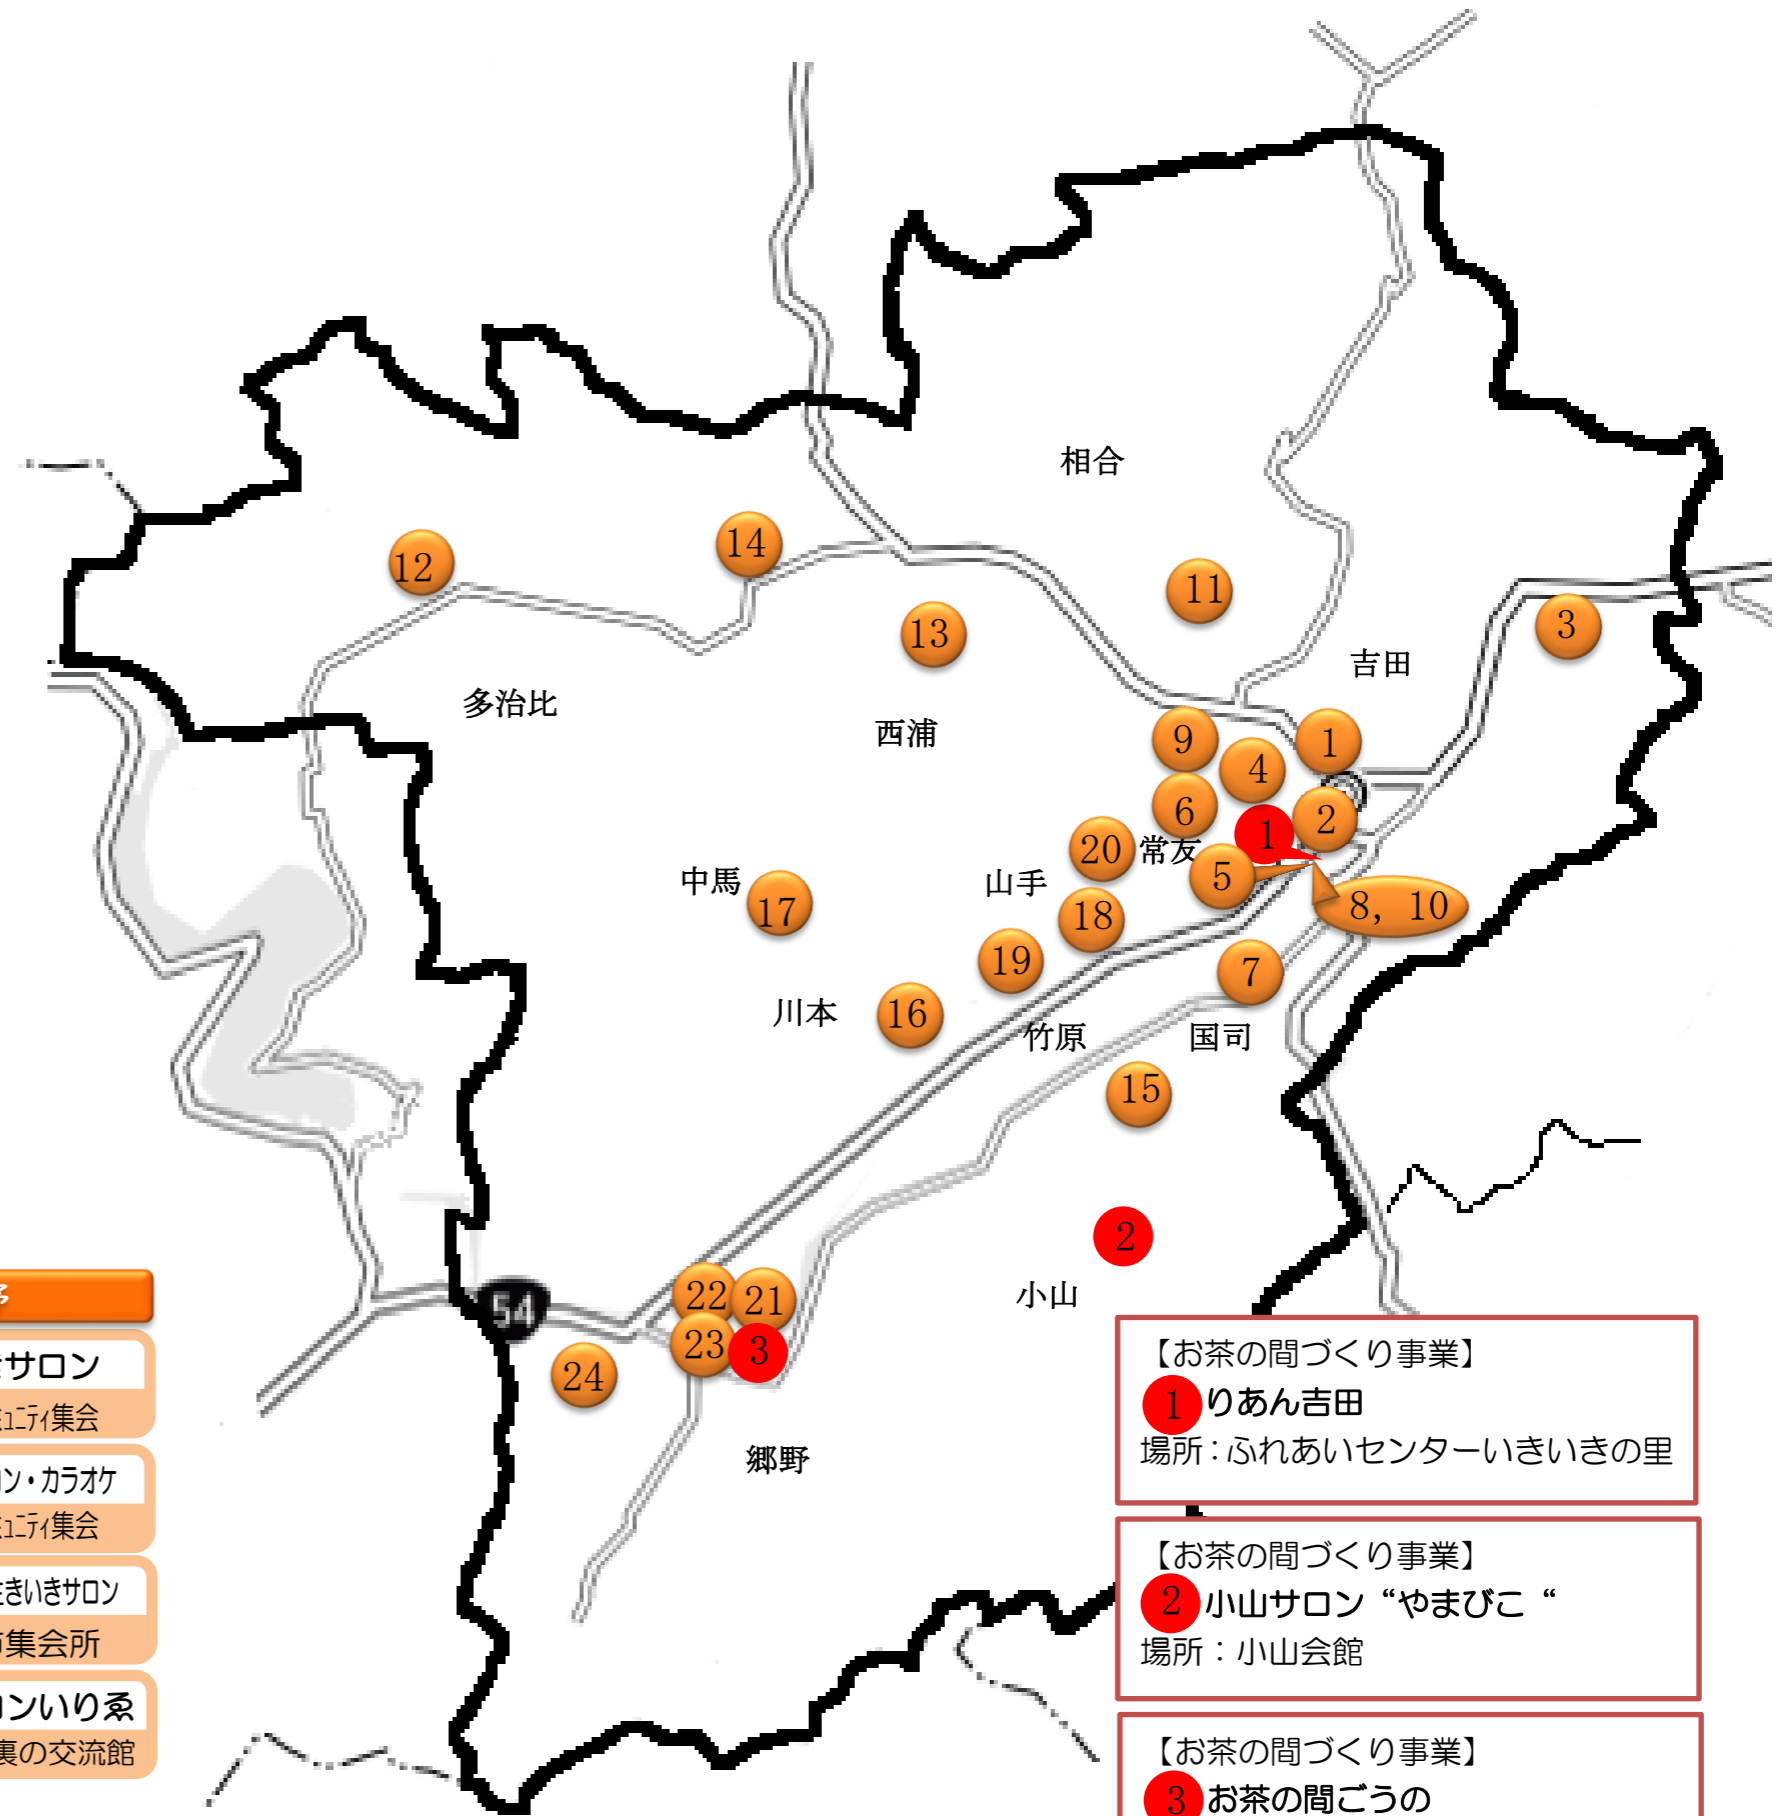 相合
14
12
11
13
3
吉田
多治比
西浦
9
1
4
6
2
1
20
常友
5
中馬
17
山手
18
8, 10
19
7
川本
16
竹原
国司
15
2
小山
22
21
54
23
3
24
郷野
サロン
ｭﾆﾃｨ集会
ﾝ・ｶﾗｵｹ
ｭﾆﾃｨ集会
きいきサロン
集会所
ンいりゑ
裏の交流館
【お茶の間づくり事業】
1 りあん吉田
場所：ふれあいセンターいきいきの里
【お茶の間づくり事業】
2 小山サロン “やまびこ “
場所：小山会館
【お茶の間づくり事業】
3 お茶の間ごうの